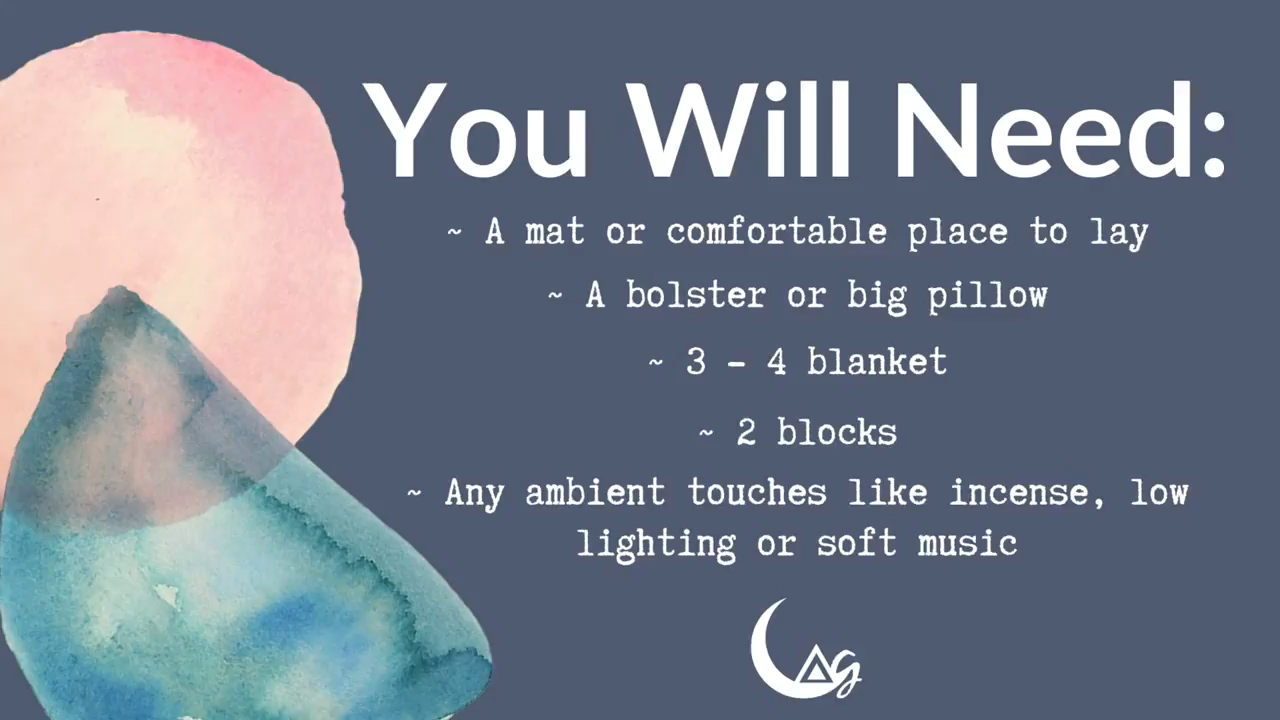 You Will Need:
~ A mat or comfortable place to lay
~ A bolster or big pillow
~ 3 - 4 blanket
~ 2 blocks
~ Any ambient touches like incense, low
lighting or soft music